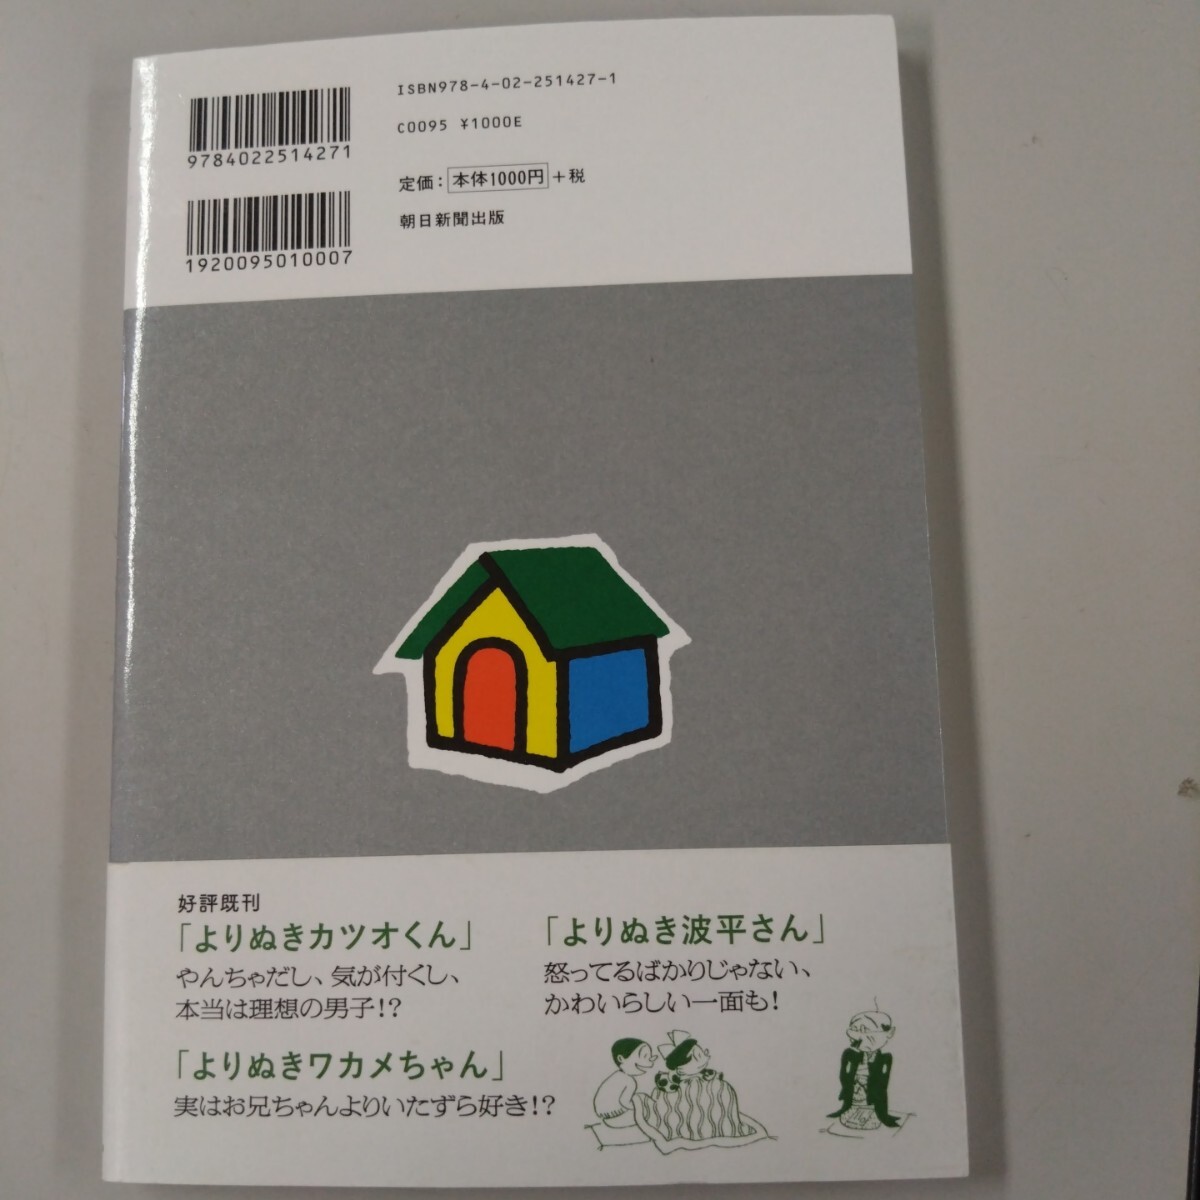 9784022514271
1920095010007
ISBN978-4-02-251427-1
C0095 ¥1000E
定価：本体1000円＋税
朝日新聞出版
好評既刊
「よりぬきカツオくん」
やんちゃだし、気が付くし、
本当は理想の男子！？
「よりぬきワカメちゃん」
実はお兄ちゃんよりいたずら好き！？
「よりぬき波平さん」
怒ってるばかりじゃない、
かわいらしい一面も！